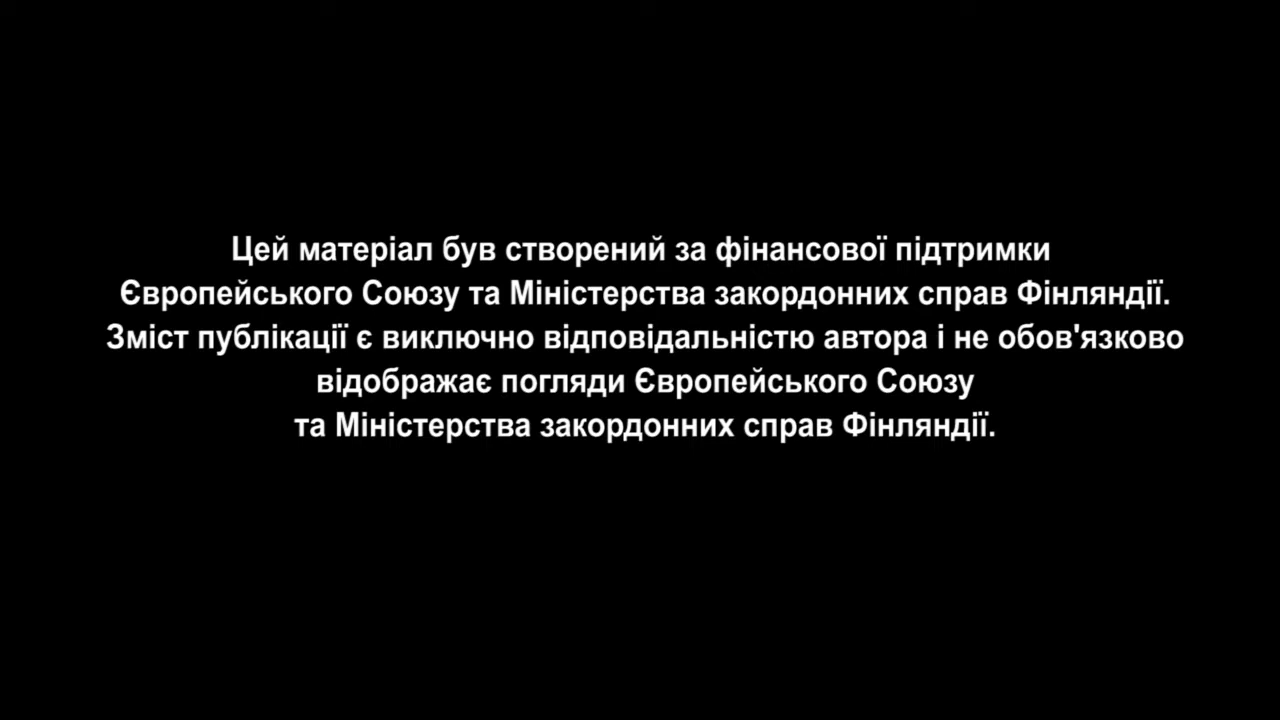 Цей матеріал був створений за фінансової підтримки
Європейського Союзу та Міністерства закордонних справ Фінляндії.
Зміст публікації є виключно відповідальністю автора і не обов'язково
відображає погляди Європейського Союзу
та Міністерства закордонних справ Фінляндії.